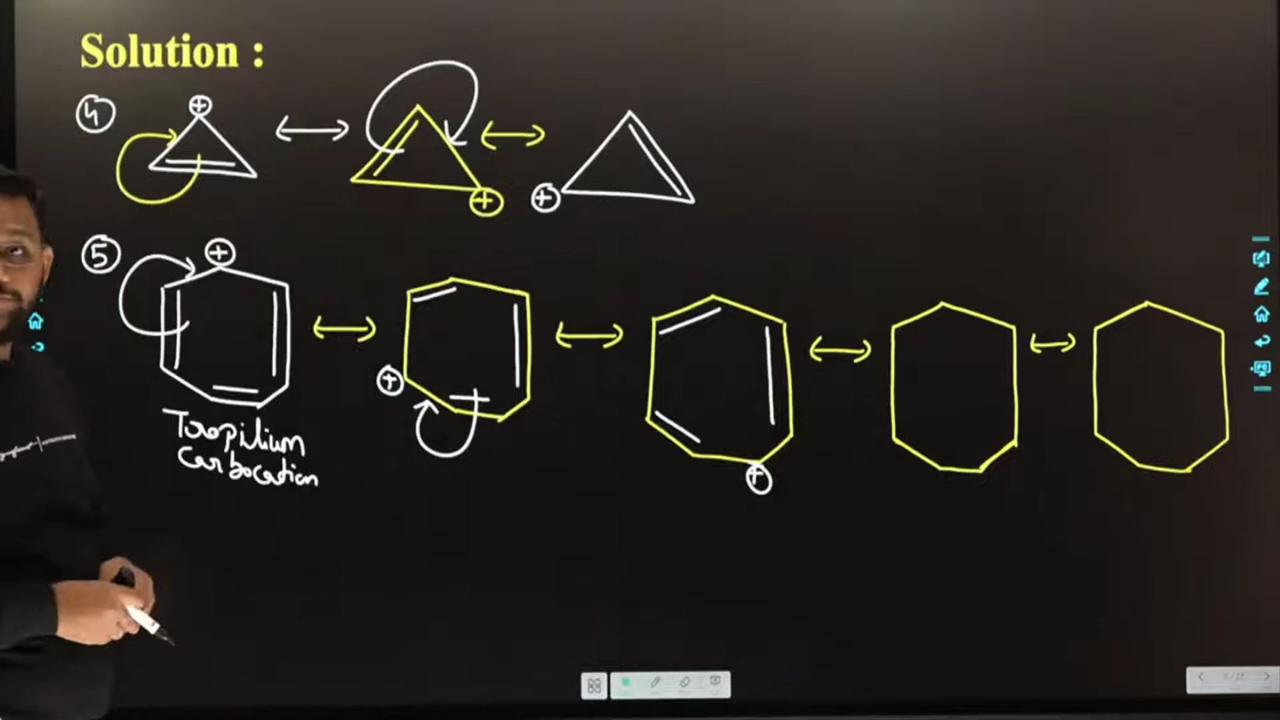 Solution :
4
+
+
+
5
+
+
+
Tropilium
carbocation